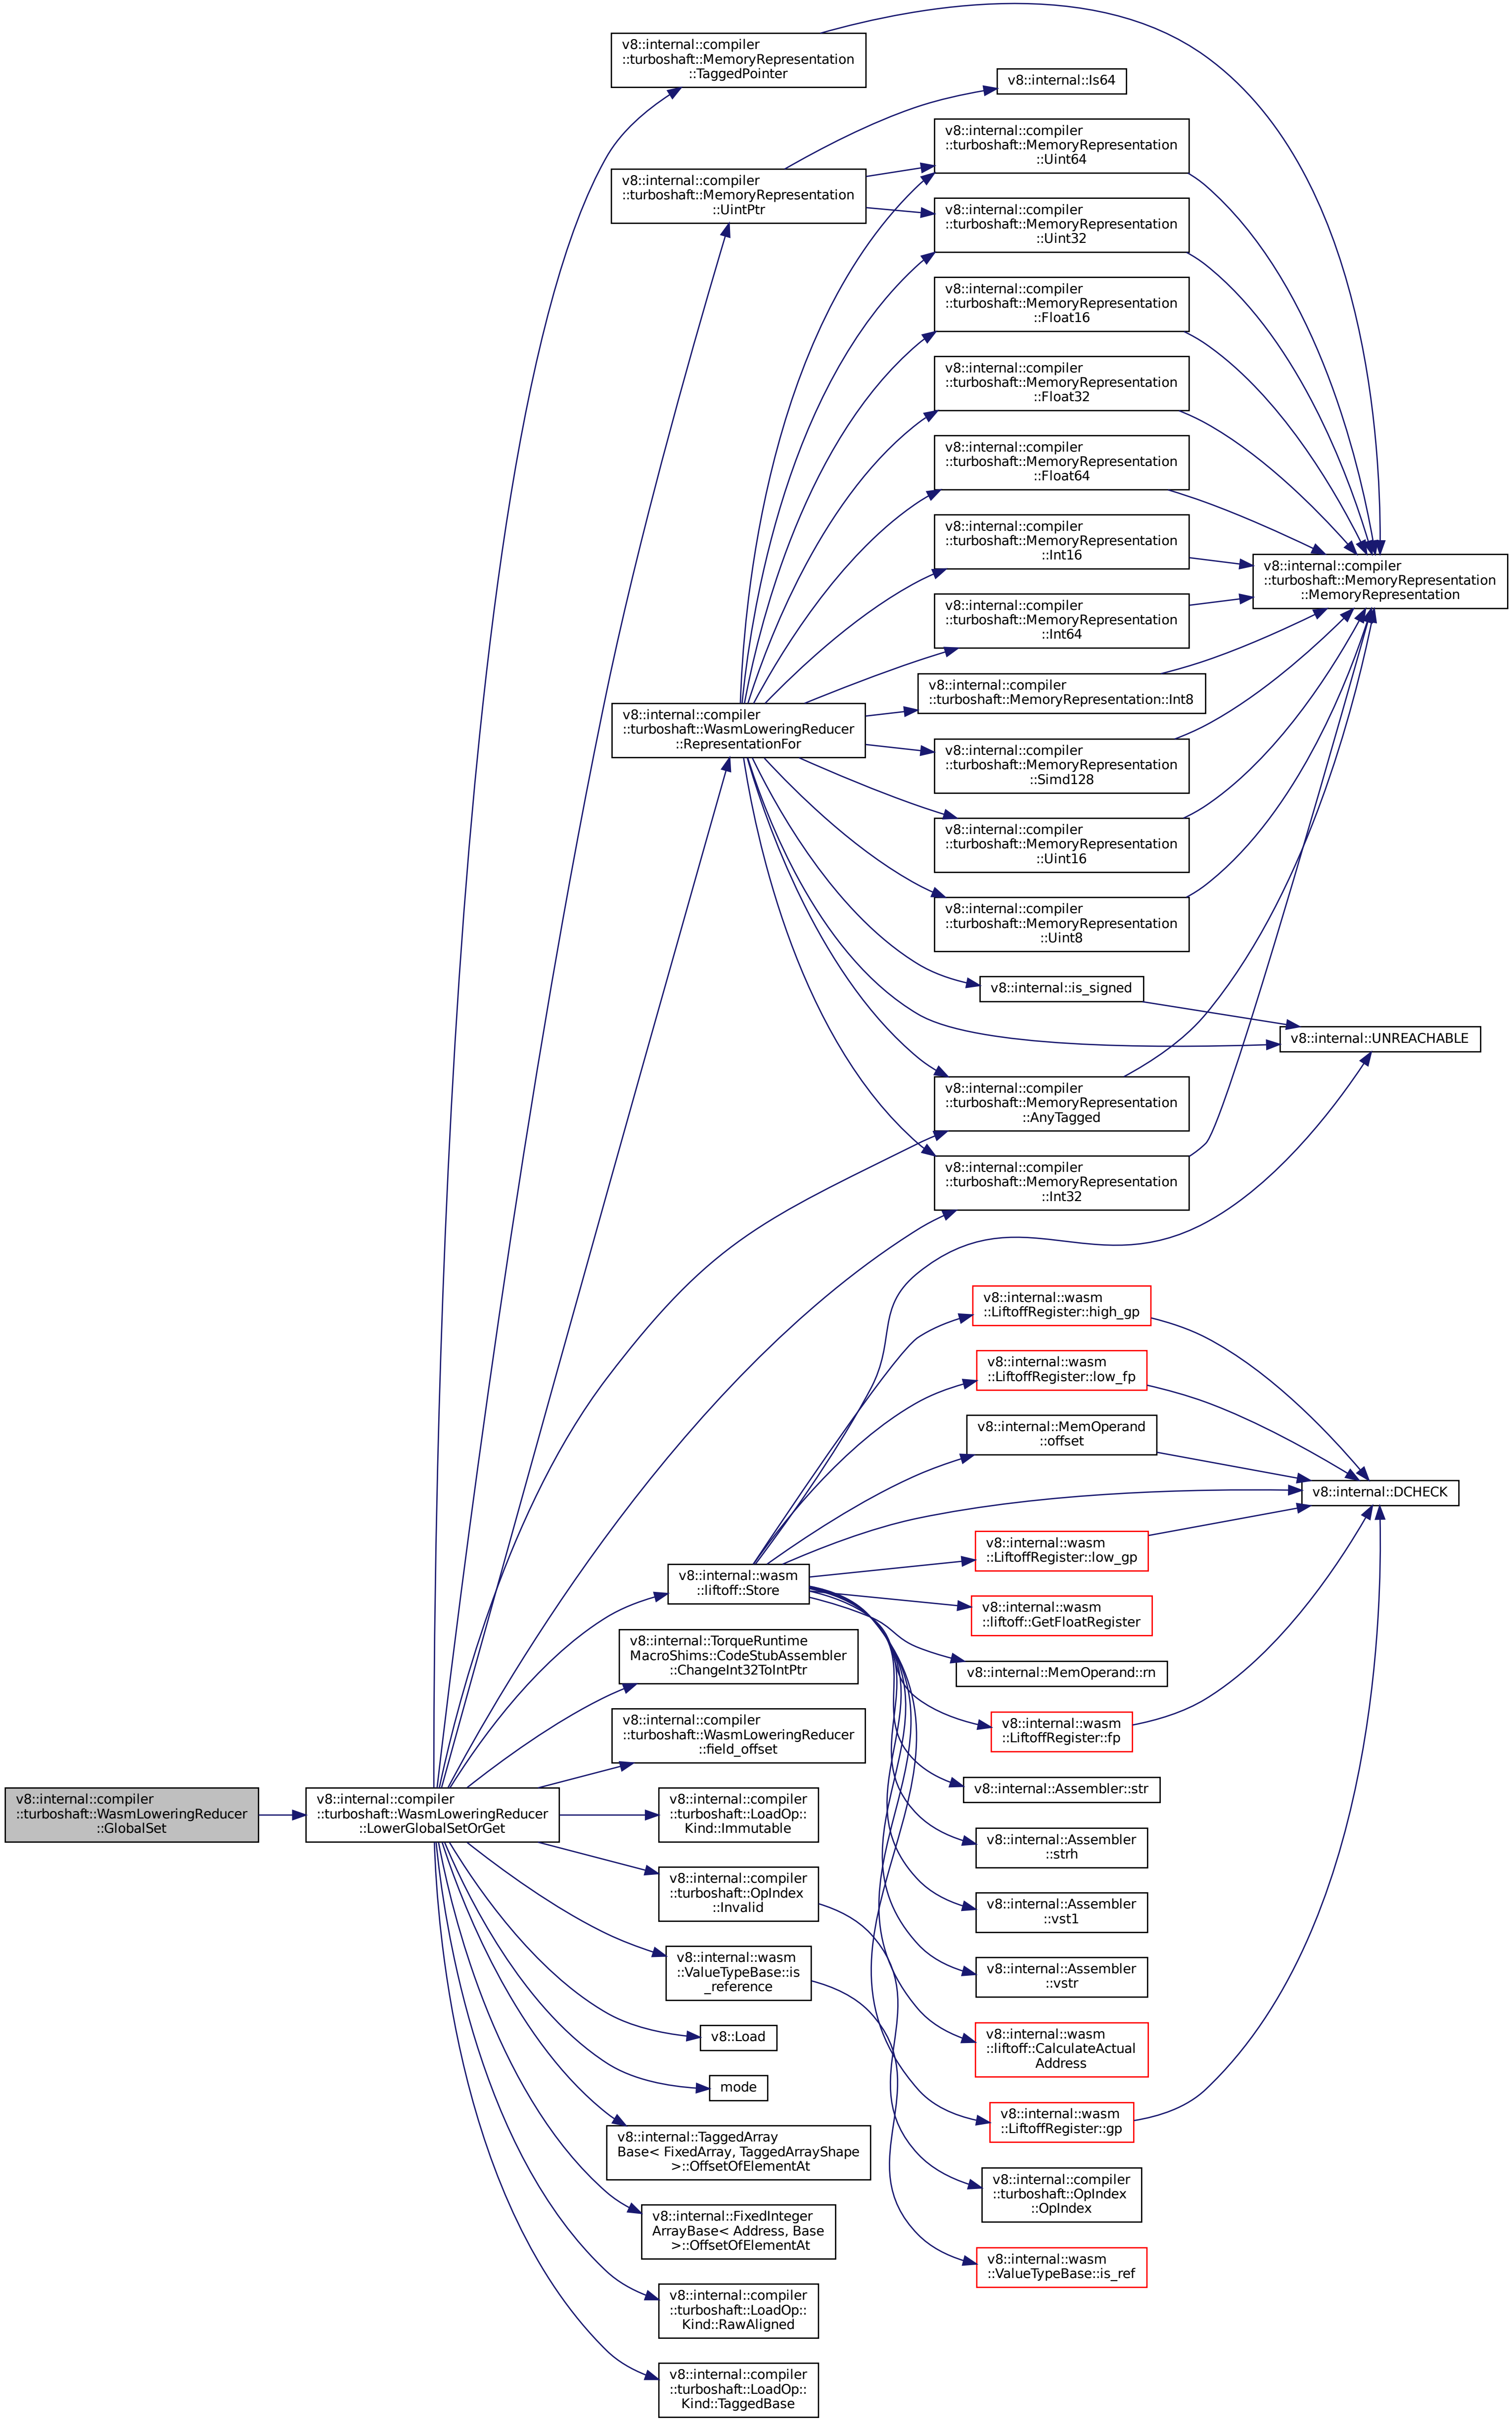 v8::internal::compiler
::turboshaft::MemoryRepresentation
::TaggedPointer
v8::internal::Is64
v8::internal::compiler
::turboshaft::MemoryRepresentation
::Uint64
v8::internal::compiler
::turboshaft::MemoryRepresentation
::UintPtr
v8::internal::compiler
::turboshaft::MemoryRepresentation
::Uint32
v8::internal::compiler
::turboshaft::MemoryRepresentation
::Float16
v8::internal::compiler
::turboshaft::MemoryRepresentation
::Float32
v8::internal::compiler
::turboshaft::MemoryRepresentation
::Float64
v8::internal::compiler
::turboshaft::MemoryRepresentation
::Int16
v8::internal::compiler
::turboshaft::MemoryRepresentation
::MemoryRepresentation
v8::internal::compiler
::turboshaft::MemoryRepresentation
::Int64
v8::internal::compiler
::turboshaft::MemoryRepresentation::Int8
v8::internal::compiler
::turboshaft::WasmLoweringReducer
::RepresentationFor
v8::internal::compiler
::turboshaft::MemoryRepresentation
::Simd128
v8::internal::compiler
::turboshaft::MemoryRepresentation
::Uint16
v8::internal::compiler
::turboshaft::MemoryRepresentation
::Uint8
v8::internal::is_signed
v8::internal::UNREACHABLE
v8::internal::compiler
::turboshaft::MemoryRepresentation
::AnyTagged
v8::internal::compiler
::turboshaft::MemoryRepresentation
::Int32
v8::internal::wasm
::LiftoffRegister::high_gp
v8::internal::wasm
::LiftoffRegister::low_fp
v8::internal::MemOperand
::offset
v8::internal::DCHECK
v8::internal::wasm
::LiftoffRegister::low_gp
v8::internal::wasm
::liftoff::Store
v8::internal::wasm
::liftoff::GetFloatRegister
v8::internal::TorqueRuntime
MacroShims::CodeStubAssembler
::ChangeInt32ToIntPtr
v8::internal::MemOperand::rn
v8::internal::compiler
::turboshaft::WasmLoweringReducer
::field_offset
v8::internal::wasm
::LiftoffRegister::fp
v8::internal::Assembler::str
v8::internal::compiler
::turboshaft::WasmLoweringReducer
::GlobalSet
v8::internal::compiler
::turboshaft::WasmLoweringReducer
::LowerGlobalSetOrGet
v8::internal::compiler
::turboshaft::LoadOp::
Kind::Immutable
v8::internal::Assembler
::strh
v8::internal::compiler
::turboshaft::OpIndex
::Invalid
v8::internal::Assembler
::vst1
v8::internal::wasm
::ValueTypeBase::is
_reference
v8::internal::Assembler
::vstr
v8::Load
v8::internal::wasm
::liftoff::CalculateActual
Address
mode
v8::internal::wasm
::LiftoffRegister::gp
v8::internal::TaggedArray
Base< FixedArray, TaggedArrayShape
>::OffsetOfElementAt
v8::internal::compiler
::turboshaft::OpIndex
::OpIndex
v8::internal::FixedInteger
ArrayBase< Address, Base
>::OffsetOfElementAt
v8::internal::wasm
::ValueTypeBase::is_ref
v8::internal::compiler
::turboshaft::LoadOp::
Kind::RawAligned
v8::internal::compiler
::turboshaft::LoadOp::
Kind::TaggedBase